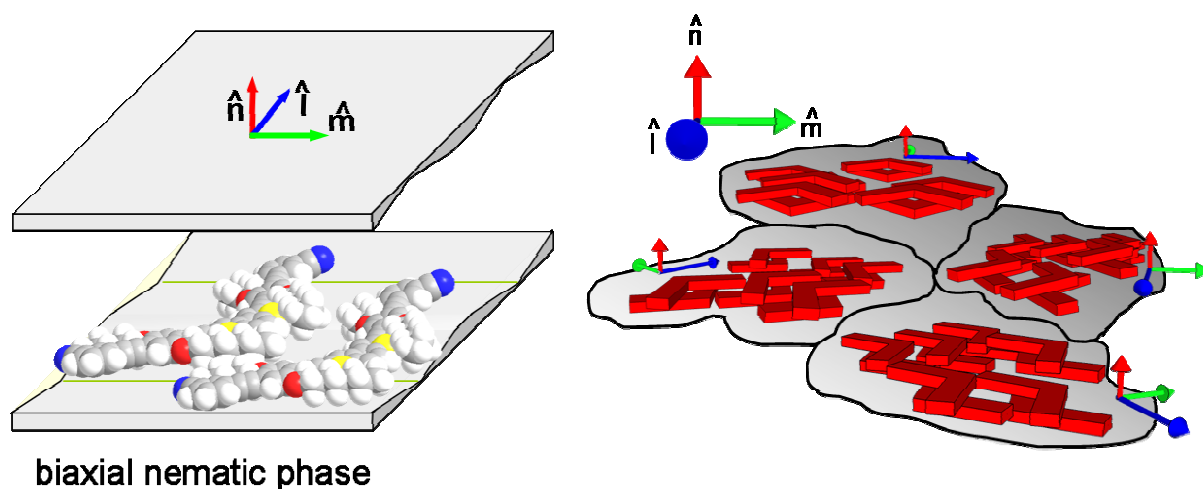 n̂ l̂ m̂
n̂
m̂
l̂
biaxial nematic phase